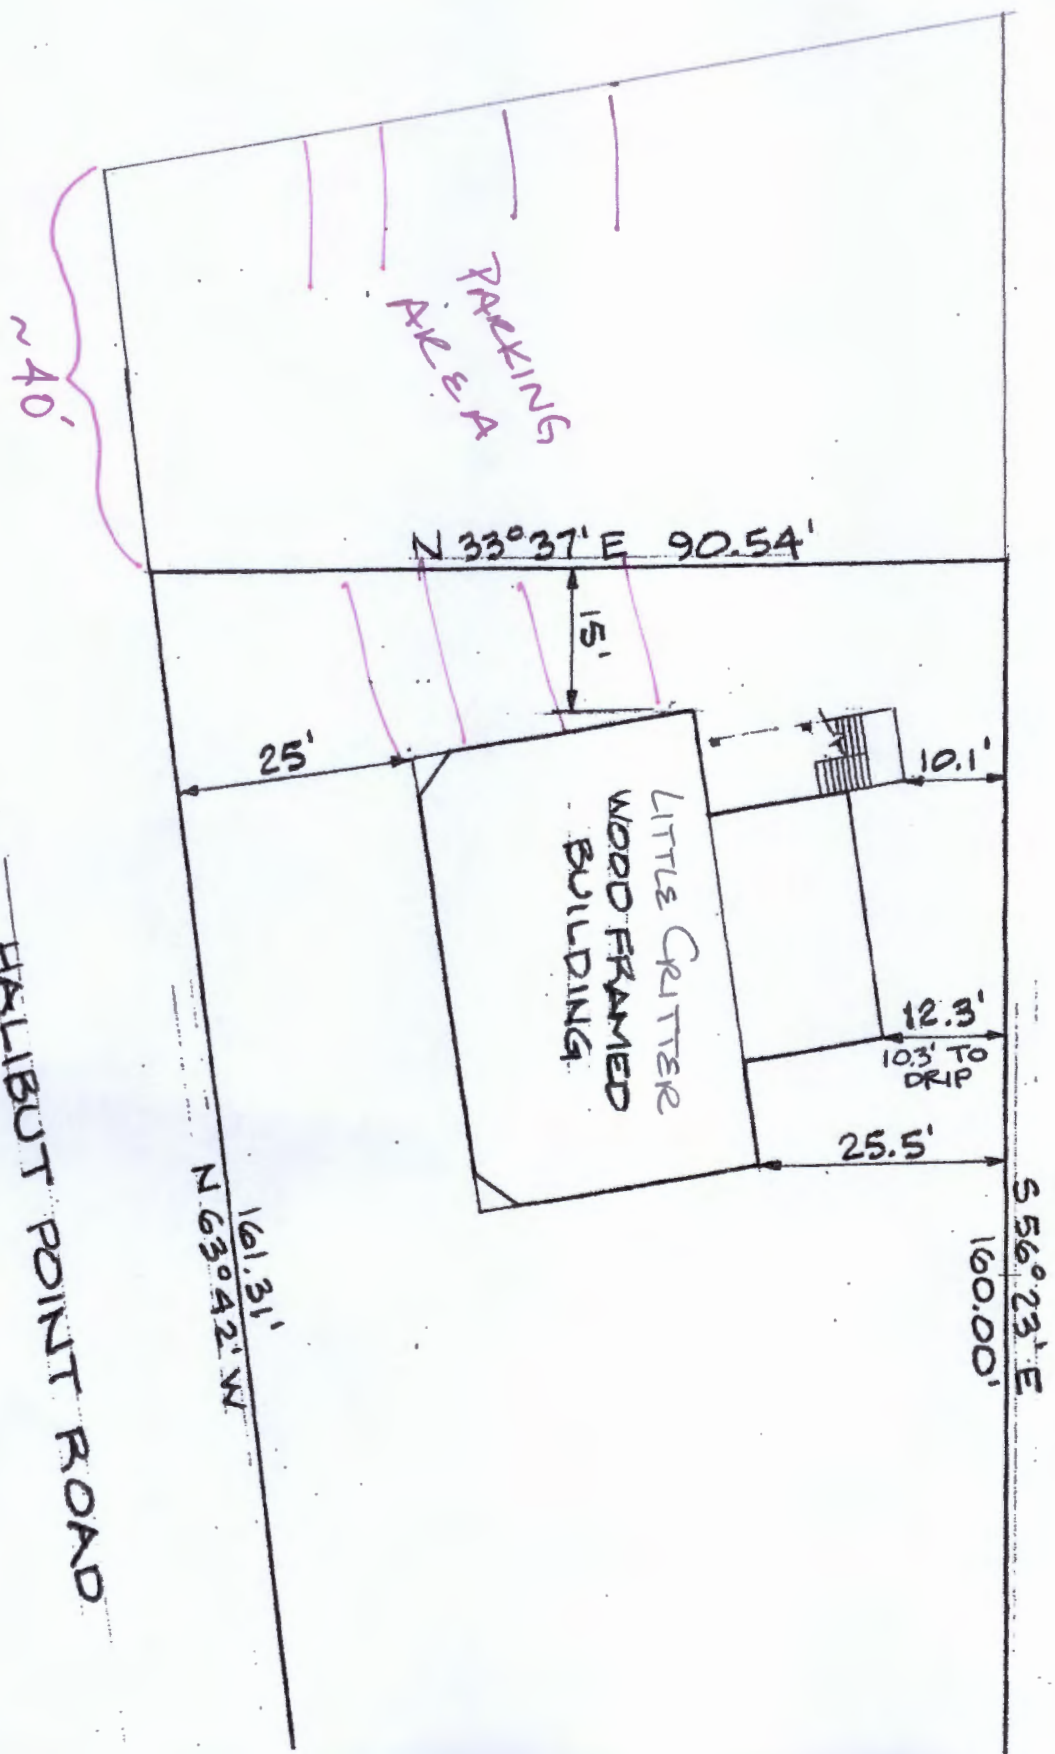 PARKING
AREA
~40'
N 33°37' E 90.54'
15'
25'
10.1'
LITTLE CRITTER
WOOD FRAMED
BUILDING
12.3'
10.3' TO
DRIP
25.5'
S 56° 23' E
160.00'
161.31'
N 63° 42' W
HALIBUT POINT ROAD